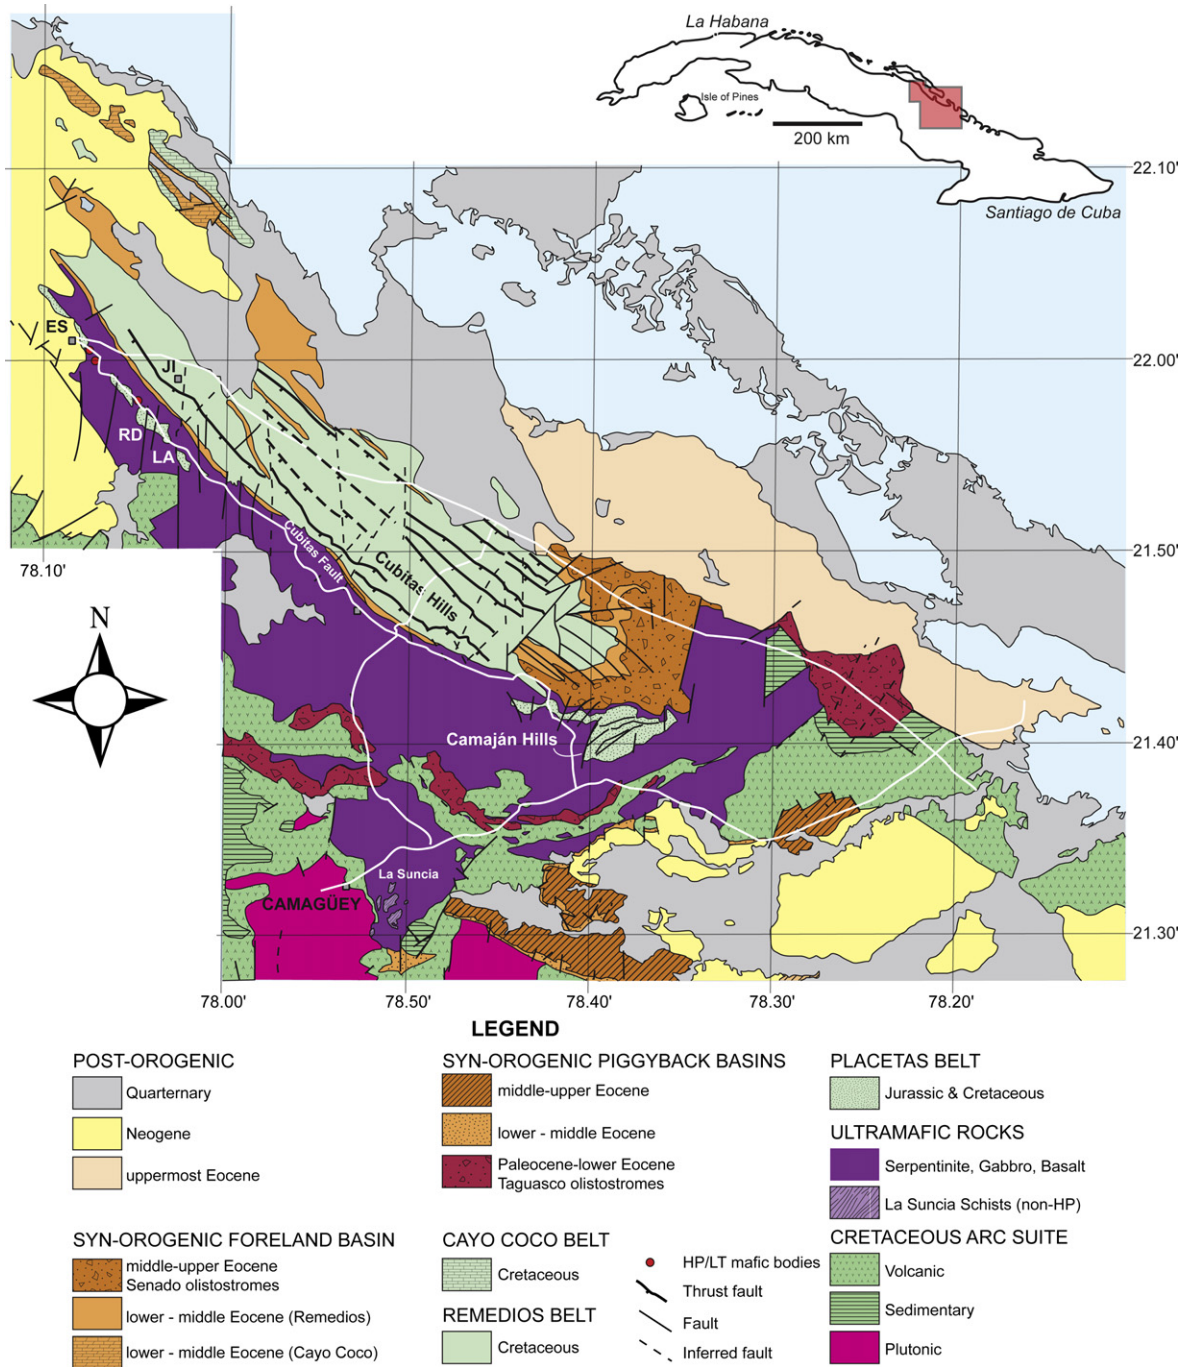 La Habana
Isle of Pines
200 km
Santiago de Cuba
22.10'
ES
22.00'
JI
RD
LA
Cubitas Fault
Cubitas Hills
21.50'
78.10'
N
Camaján Hills
21.40'
La Suncia
CAMAGÜEY
21.30'
78.00'
78.50'
78.40'
78.30'
78.20'
LEGEND
POST-OROGENIC
Quarternary
Neogene
uppermost Eocene
SYN-OROGENIC FORELAND BASIN
middle-upper Eocene
Senado olistostromes
lower - middle Eocene (Remedios)
lower - middle Eocene (Cayo Coco)
SYN-OROGENIC PIGGYBACK BASINS
middle-upper Eocene
lower - middle Eocene
Paleocene-lower Eocene
Taguasco olistostromes
CAYO COCO BELT
Cretaceous
REMEDIOS BELT
Cretaceous
HP/LT mafic bodies
Thrust fault
Fault
Inferred fault
PLACETAS BELT
Jurassic & Cretaceous
ULTRAMAFIC ROCKS
Serpentinite, Gabbro, Basalt
La Suncia Schists (non-HP)
CRETACEOUS ARC SUITE
Volcanic
Sedimentary
Plutonic